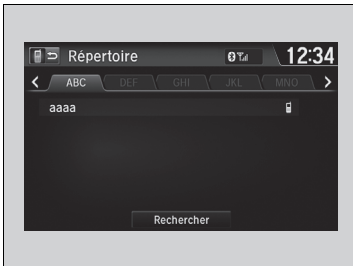 Répertoire 12:34
ABC DEF GHI JKL MNO
aaaa
Rechercher